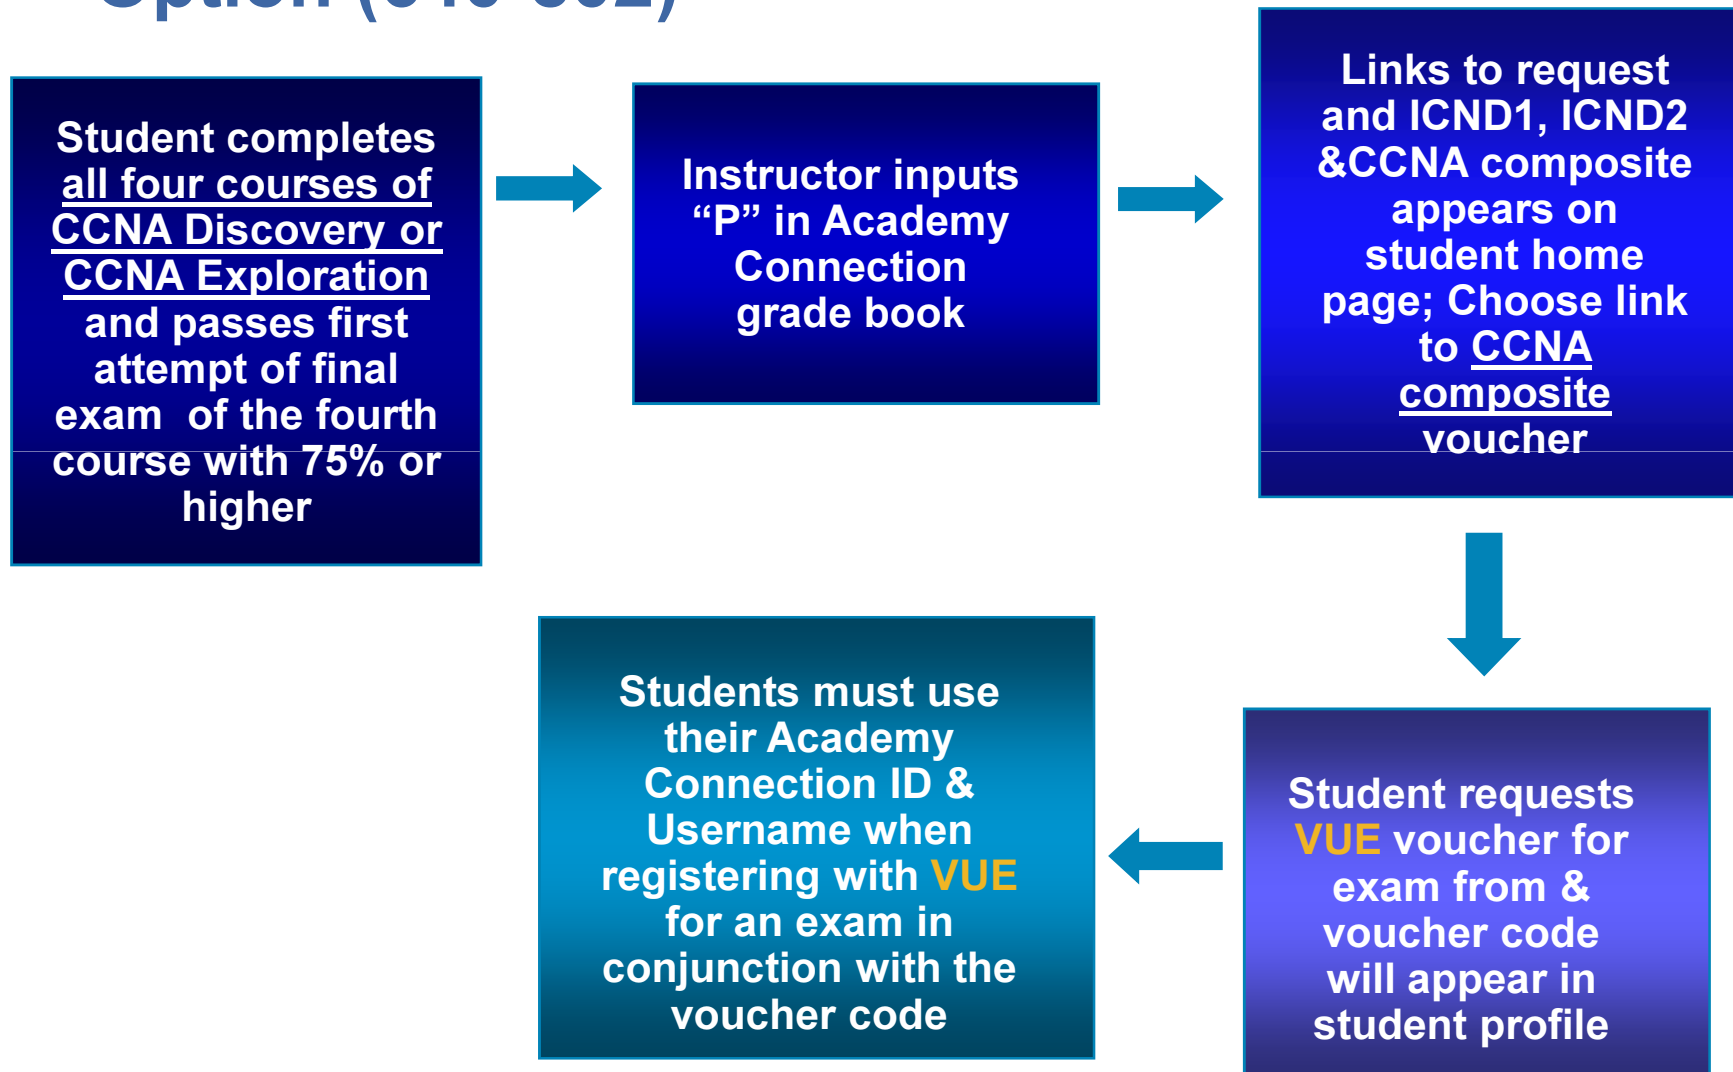 Option (640-802)
Student completes
all four courses of
CCNA Discovery or
CCNA Exploration
and passes first
attempt of final
exam of the fourth
course with 75% or
higher
Instructor inputs
“P” in Academy
Connection
grade book
Links to request
and ICND1, ICND2
&CCNA composite
appears on
student home
page; Choose link
to CCNA
composite
voucher
Student requests
VUE voucher for
exam from &
voucher code
will appear in
student profile
Students must use
their Academy
Connection ID &
Username when
registering with VUE
for an exam in
conjunction with the
voucher code